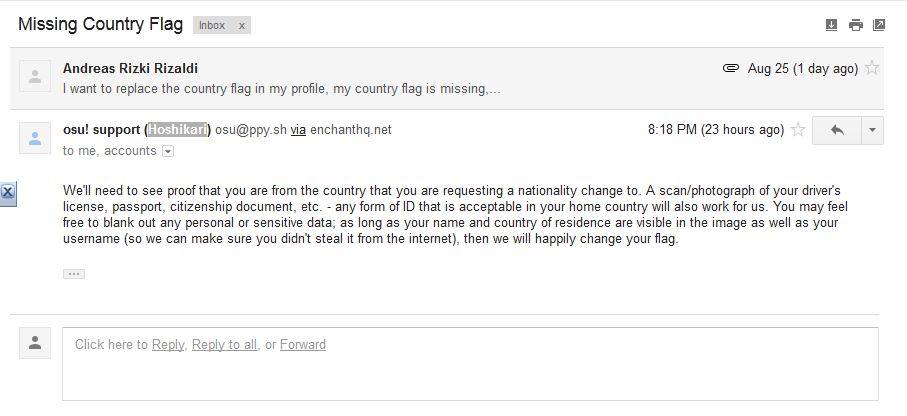 Missing Country Flag Inbox x
Andreas Rizki Rizaldi Aug 25 (1 day ago)
I want to replace the country flag in my profile, my country flag is missing,...
osu! support (Hoshikari) osu@ppy.sh via enchanthq.net 8:18 PM (23 hours ago)
to me, accounts
We'll need to see proof that you are from the country that you are requesting a nationality change to. A scan/photograph of your driver's
license, passport, citizenship document, etc. - any form of ID that is acceptable in your home country will also work for us. You may feel
free to blank out any personal or sensitive data; as long as your name and country of residence are visible in the image as well as your
username (so we can make sure you didn't steal it from the internet), then we will happily change your flag.
Click here to Reply, Reply to all, or Forward